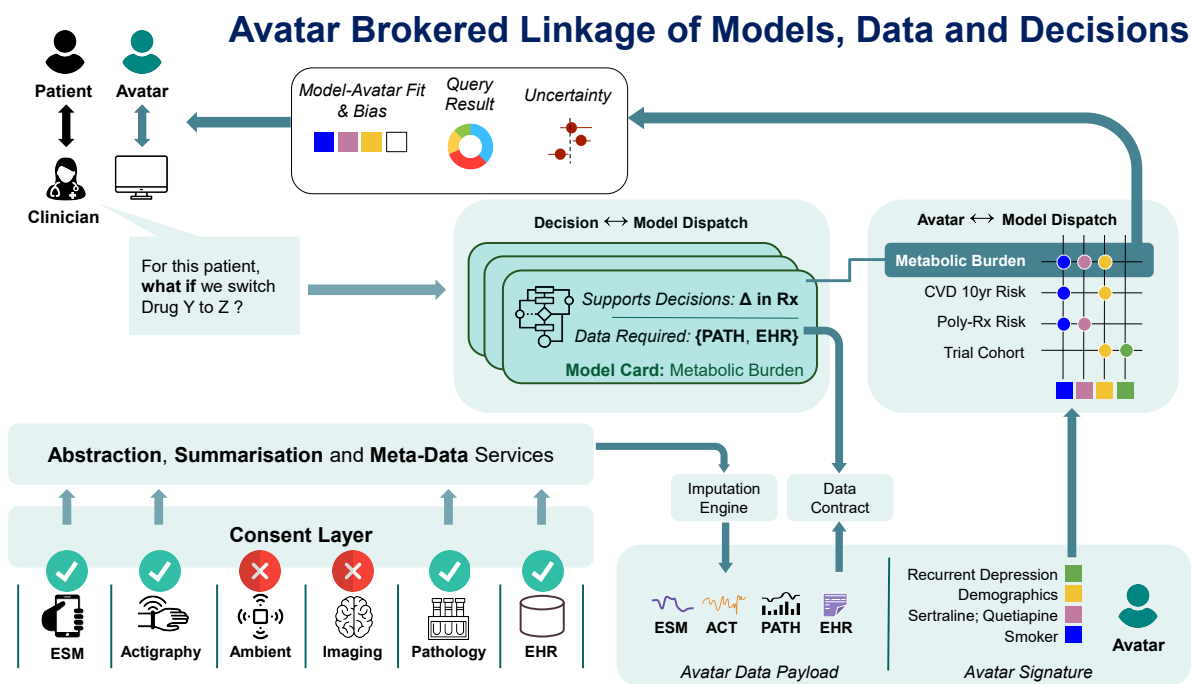 Avatar Brokered Linkage of Models, Data and Decisions
Patient
Avatar
Clinician
Model-Avatar Fit
& Bias
Query
Result
Uncertainty
For this patient,
what if we switch
Drug Y to Z ?
Decision ↔ Model Dispatch
Supports Decisions: Δ in Rx
Data Required: {PATH, EHR}
Model Card: Metabolic Burden
Avatar ↔ Model Dispatch
Metabolic Burden
CVD 10yr Risk
Poly-Rx Risk
Trial Cohort
Abstraction, Summarisation and Meta-Data Services
Consent Layer
ESM
Actigraphy
Ambient
Imaging
Pathology
EHR
Imputation
Engine
Data
Contract
ESM
ACT
PATH
EHR
Avatar Data Payload
Recurrent Depression
Demographics
Sertraline; Quetiapine
Smoker
Avatar
Avatar Signature